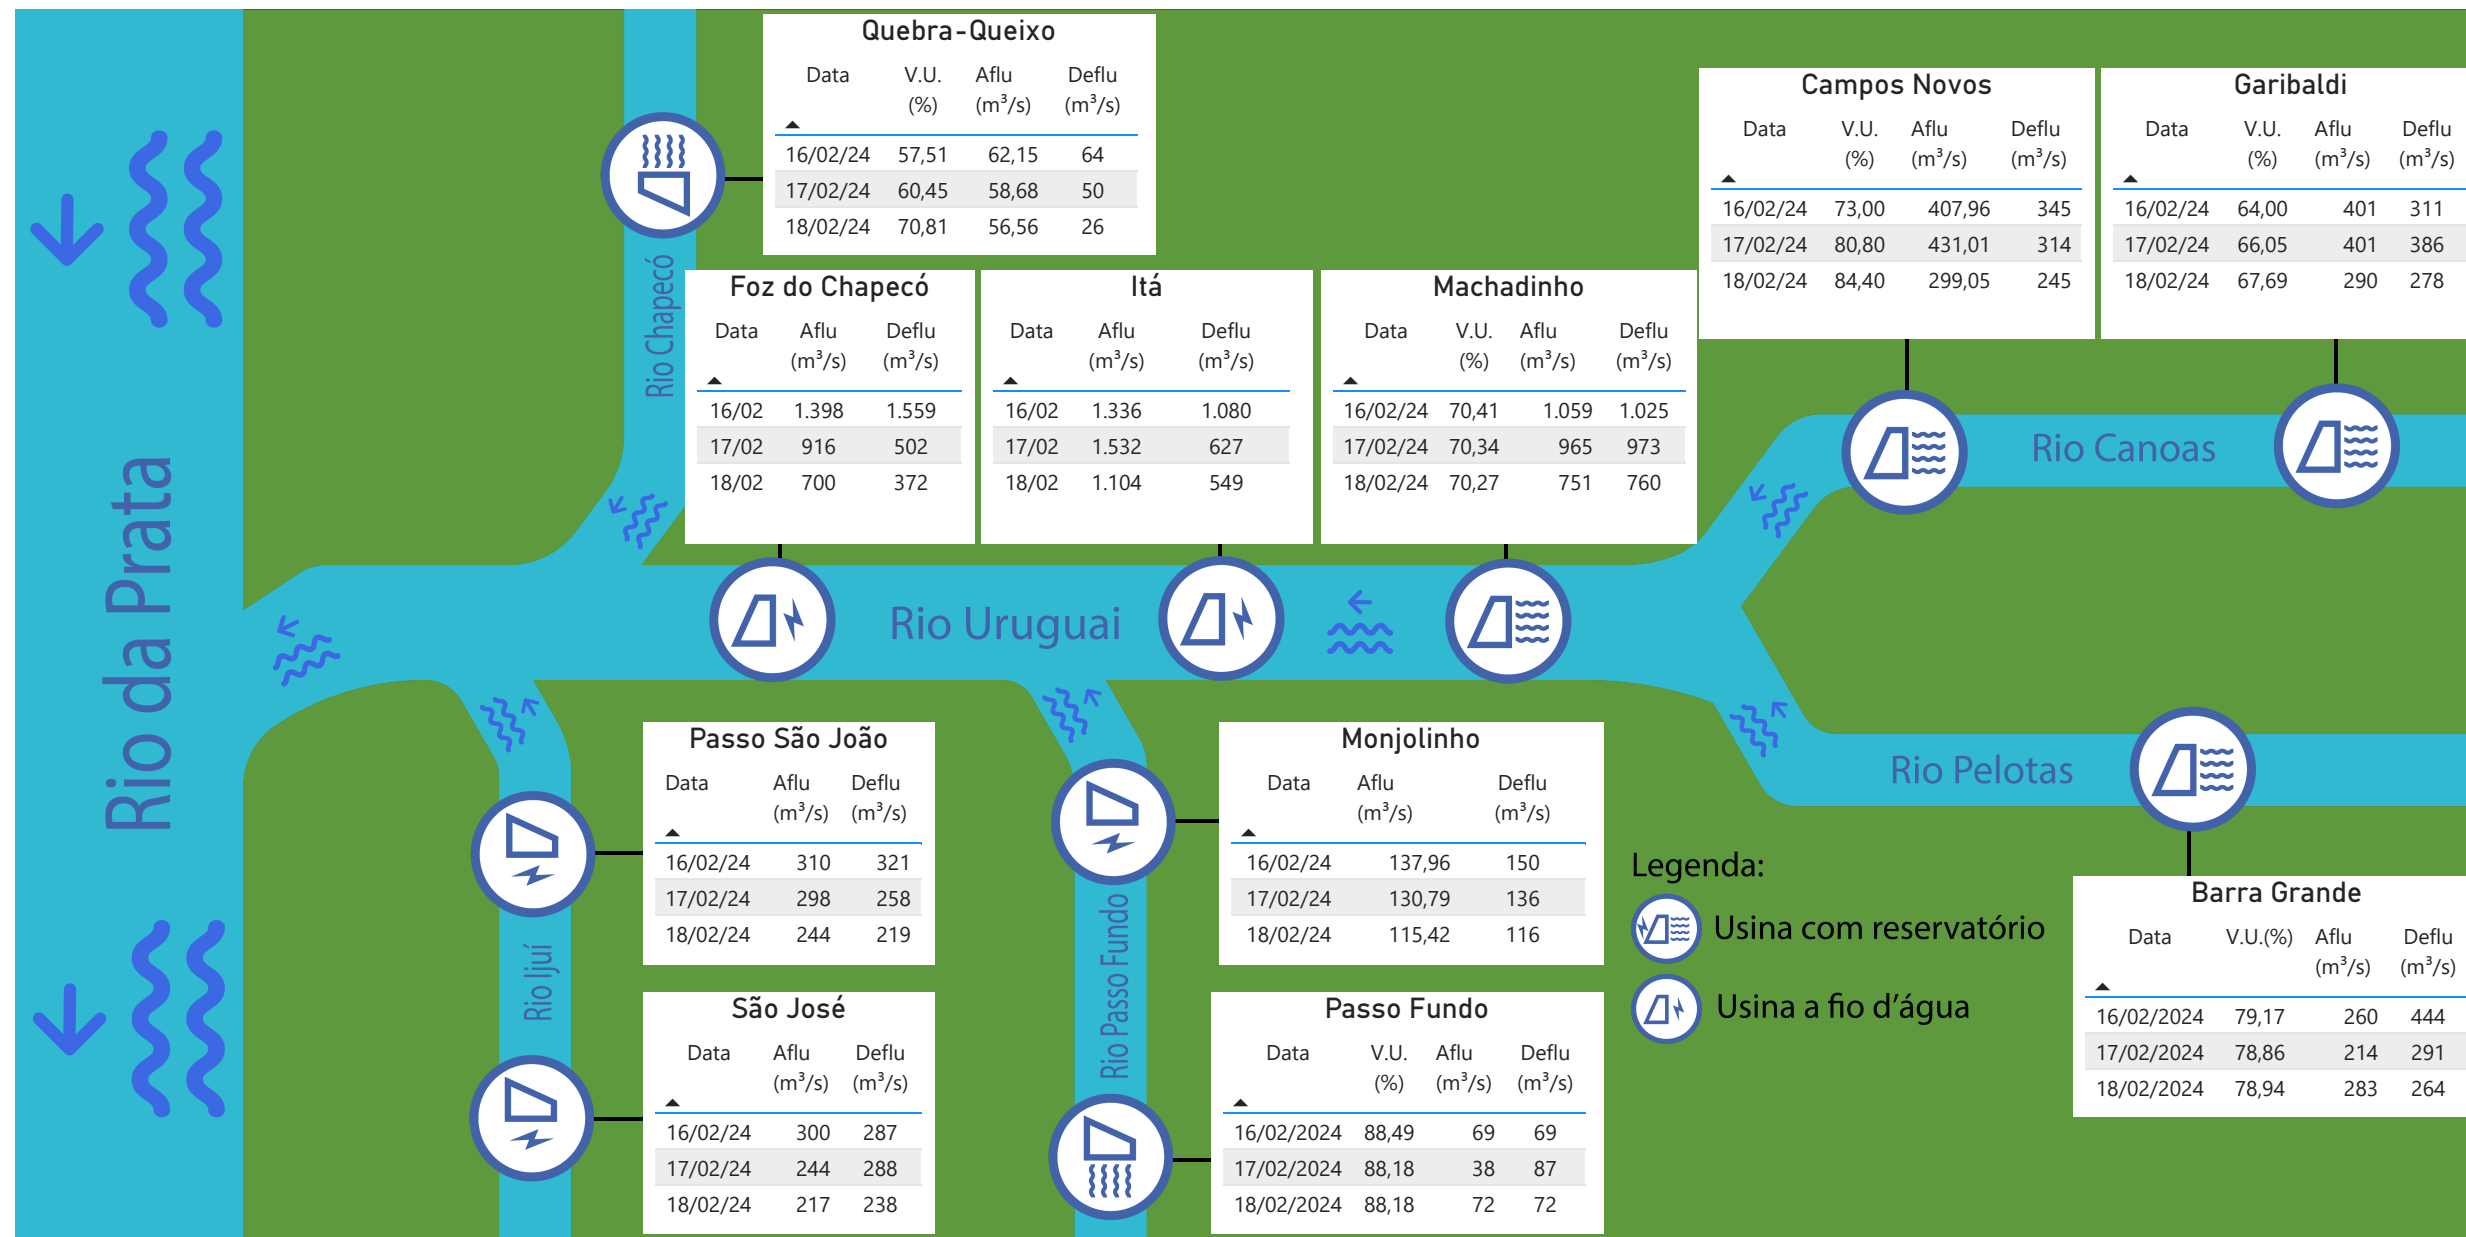 Quebra-Queixo
Data V.U. (%) Aflu (m³/s) Deflu (m³/s)
16/02/24 57,51 62,15 64
17/02/24 60,45 58,68 50
18/02/24 70,81 56,56 26
Campos Novos
Data V.U. (%) Aflu (m³/s) Deflu (m³/s)
16/02/24 73,00 407,96 345
17/02/24 80,80 431,01 314
18/02/24 84,40 299,05 245
Garibaldi
Data V.U. (%) Aflu (m³/s) Deflu (m³/s)
16/02/24 64,00 401 311
17/02/24 66,05 401 386
18/02/24 67,69 290 278
Rio Chapecó
Foz do Chapecó
Data Aflu (m³/s) Deflu (m³/s)
16/02 1.398 1.559
17/02 916 502
18/02 700 372
Itá
Data Aflu (m³/s) Deflu (m³/s)
16/02 1.336 1.080
17/02 1.532 627
18/02 1.104 549
Machadinho
Data V.U. (%) Aflu (m³/s) Deflu (m³/s)
16/02/24 70,41 1.059 1.025
17/02/24 70,34 965 973
18/02/24 70,27 751 760
Rio Canoas
Rio da Prata
Rio Uruguai
Rio Pelotas
Passo São João
Data Aflu (m³/s) Deflu (m³/s)
16/02/24 310 321
17/02/24 298 258
18/02/24 244 219
Monjolinho
Data Aflu (m³/s) Deflu (m³/s)
16/02/24 137,96 150
17/02/24 130,79 136
18/02/24 115,42 116
Legenda:
Usina com reservatório
Usina a fio d’água
Barra Grande
Data V.U.(%) Aflu (m³/s) Deflu (m³/s)
16/02/2024 79,17 260 444
17/02/2024 78,86 214 291
18/02/2024 78,94 283 264
Rio Ijuí
Rio Passo Fundo
São José
Data Aflu (m³/s) Deflu (m³/s)
16/02/24 300 287
17/02/24 244 288
18/02/24 217 238
Passo Fundo
Data V.U. (%) Aflu (m³/s) Deflu (m³/s)
16/02/2024 88,49 69 69
17/02/2024 88,18 38 87
18/02/2024 88,18 72 72